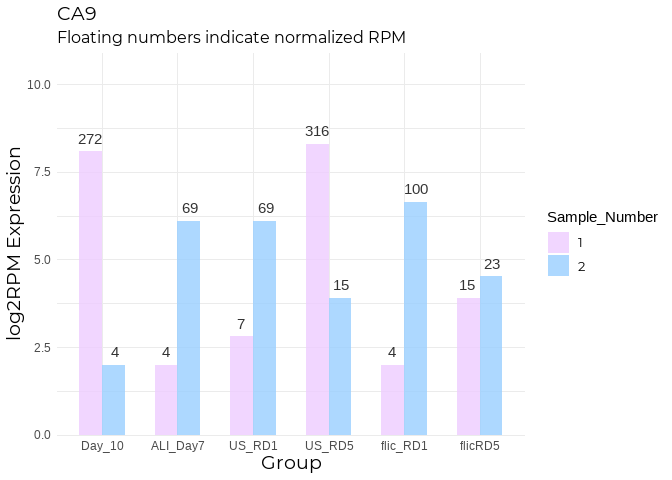 CA9
Floating numbers indicate normalized RPM
log2RPM Expression
10.0
7.5
5.0
2.5
0.0
272
4
4
69
7
69
316
15
4
100
15
23
Day_10
ALI_Day7
US_RD1
US_RD5
flic_RD1
flicRD5
Group
Sample_Number
1
2